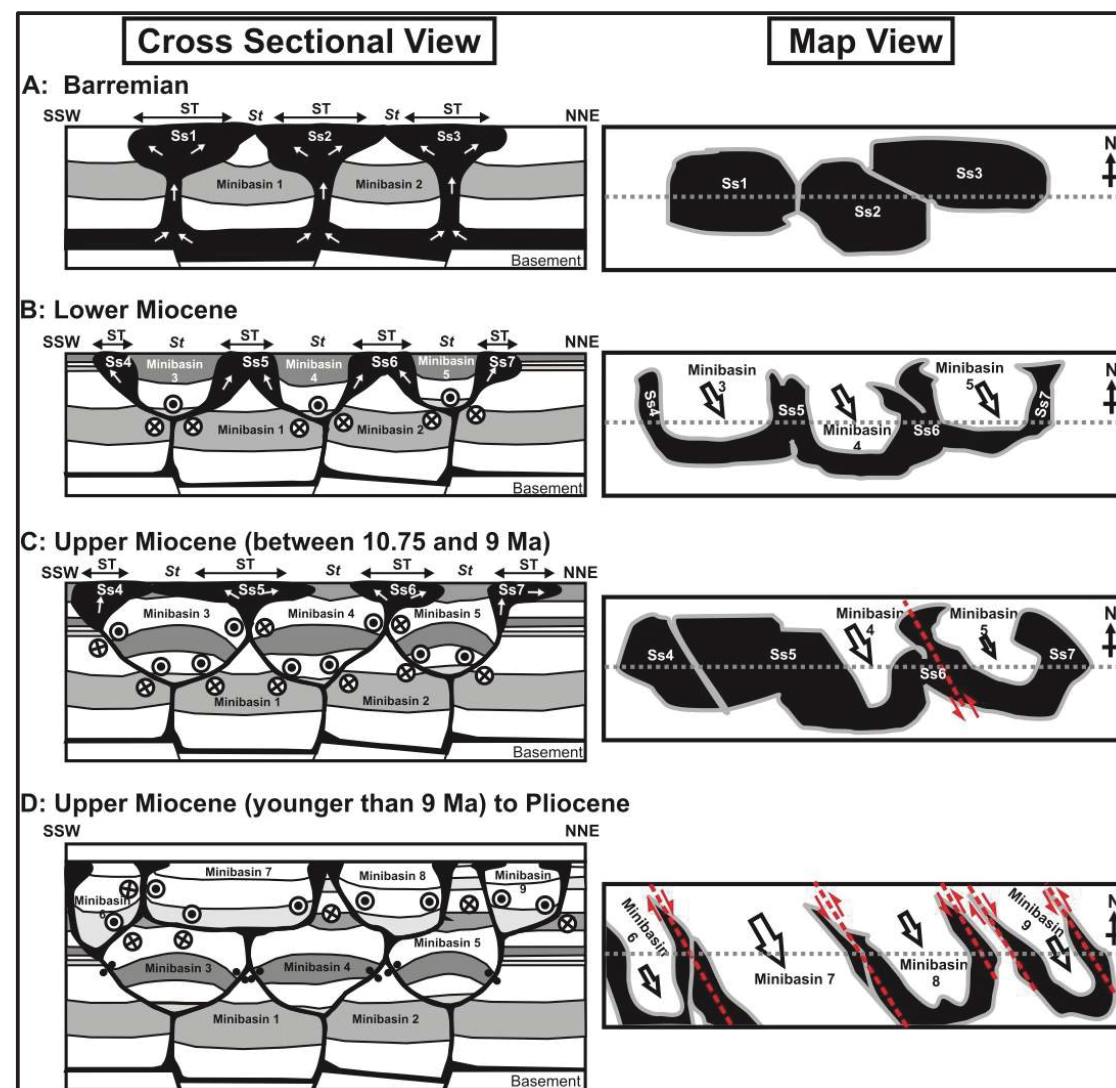 Cross Sectional View
Map View
A: Barremian
SSW
ST
St
ST
St
ST
NNE
Ss1
Ss2
Ss3
Minibasin 1
Minibasin 2
Basement
Ss1
Ss2
Ss3
N
B: Lower Miocene
SSW
ST
St
ST
St
ST
St
ST
NNE
Ss4
Minibasin
3
Ss5
Minibasin
4
Ss6
Minibasin
5
Ss7
Minibasin 1
Minibasin 2
Basement
Minibasin
3
Minibasin
5
Ss4
Ss5
Minibasin
4
Ss6
Ss7
N
C: Upper Miocene (between 10.75 and 9 Ma)
SSW
ST
St
ST
St
ST
St
ST
NNE
Ss4
Ss5
Ss6
Ss7
Minibasin 3
Minibasin 4
Minibasin 5
Minibasin 1
Minibasin 2
Basement
Minibasin
4
Minibasin
5
Ss4
Ss5
Ss6
Ss7
N
D: Upper Miocene (younger than 9 Ma) to Pliocene
SSW
NNE
Minibasin
6
Minibasin 7
Minibasin 8
Minibasin
9
Minibasin 3
Minibasin 4
Minibasin 5
Minibasin 1
Minibasin 2
Basement
Minibasin
6
Minibasin 7
Minibasin
8
Minibasin
9
N